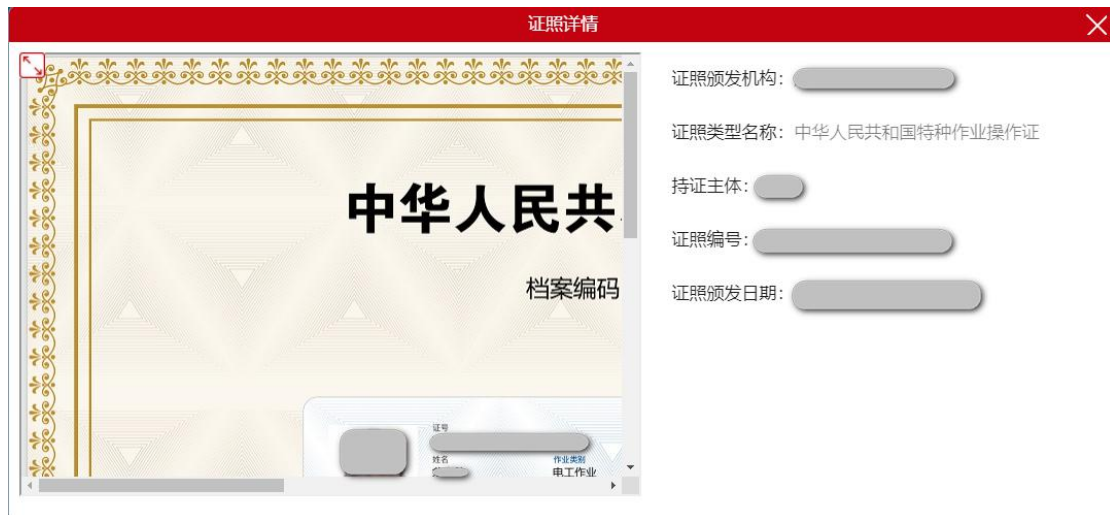 证照详情
中华人民共
档案编码
证号
姓名
作业类别
电工作业
证照颁发机构：
证照类型名称：中华人民共和国特种作业操作证
持证主体：
证照编号：
证照颁发日期：